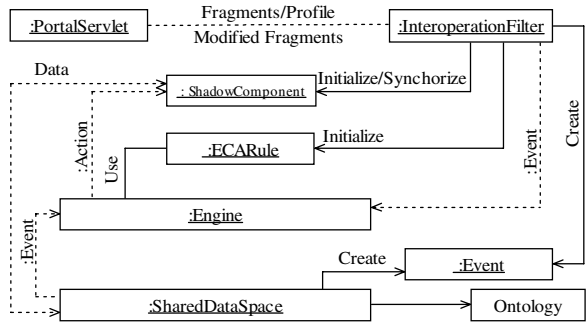 Fragments/Profile
:PortalServlet
:InteroperationFilter
Modified Fragments
Data
Initialize/Synchorize
: ShadowComponent
Create
:Action
Initialize
:Event
:ECARule
Use
:Engine
:Event
Create
:Event
:SharedDataSpace
Ontology